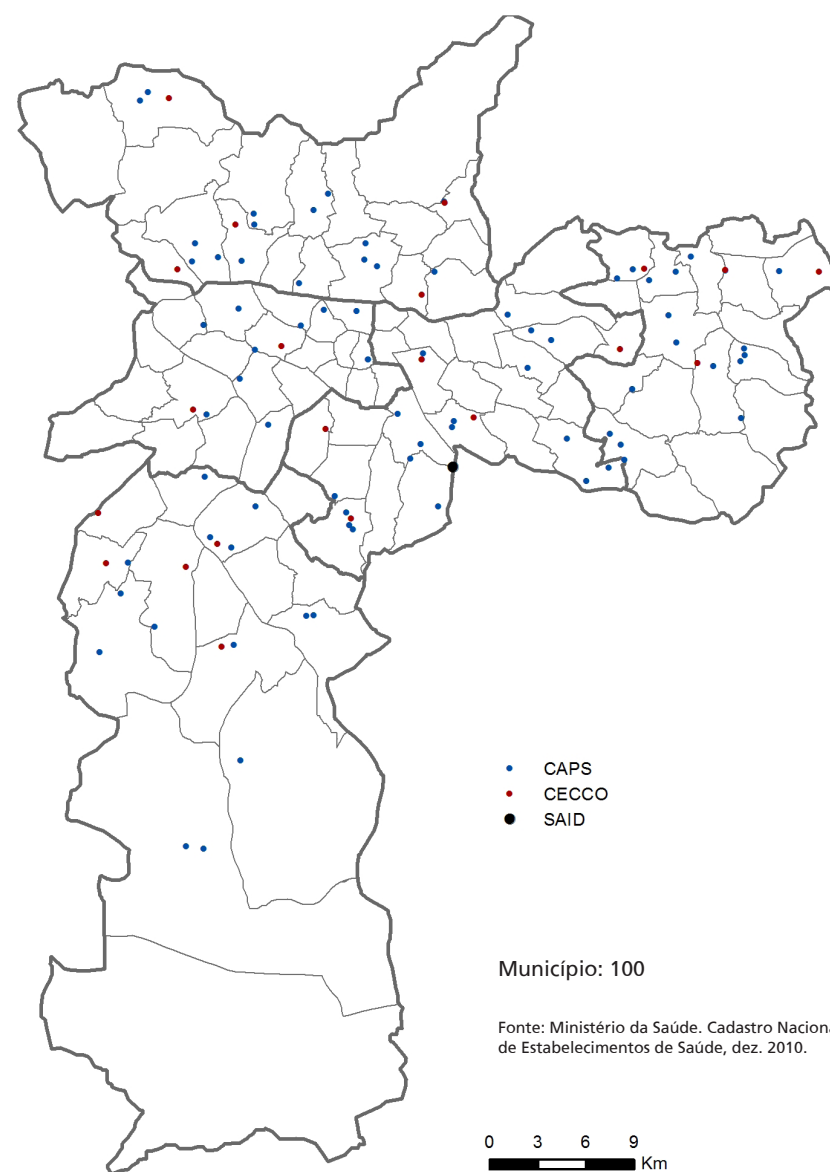 CAPS
CECCO
SAID
Município: 100
Fonte: Ministério da Saúde. Cadastro Naciona
de Estabelecimentos de Saúde, dez. 2010.
0 3 6 9
Km